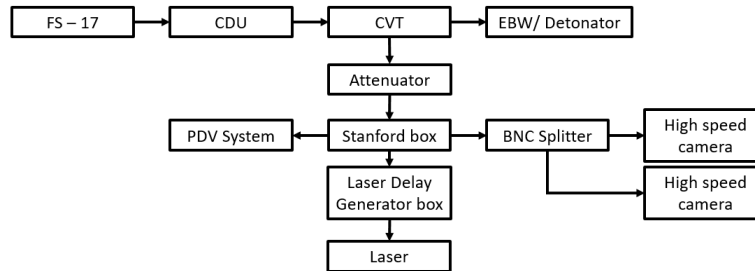 FS – 17
CDU
CVT
EBW/ Detonator
Attenuator
PDV System
Stanford box
BNC Splitter
High speed
camera
Laser Delay
Generator box
High speed
camera
Laser